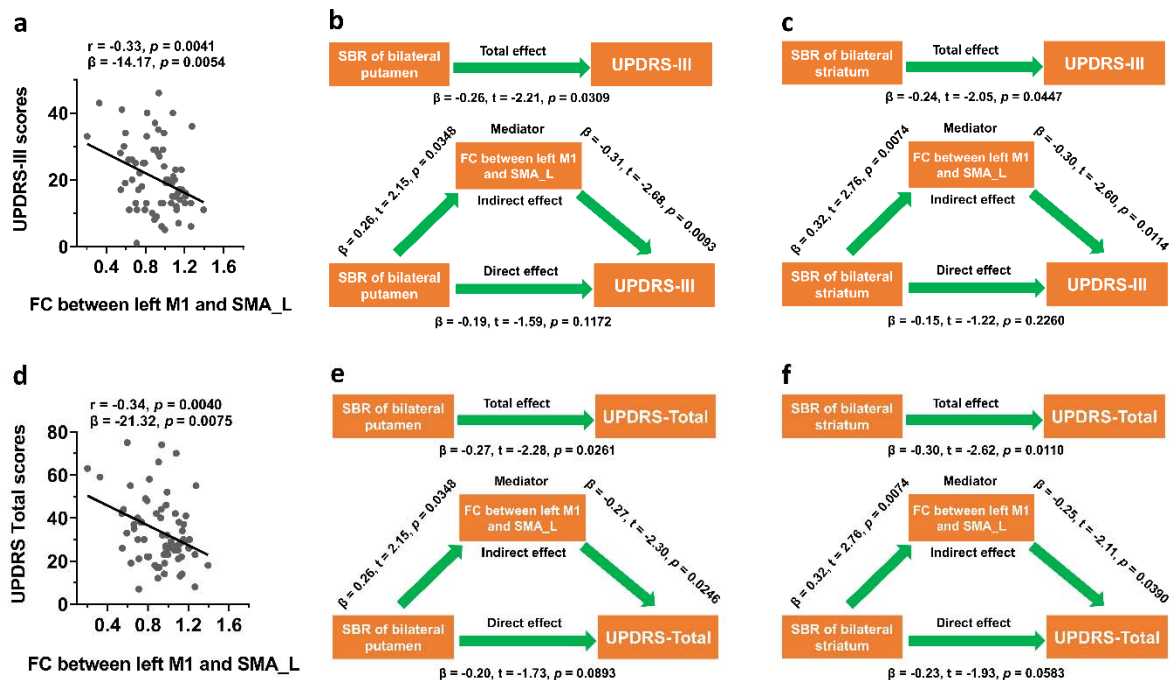 a
r = -0.33, p = 0.0041
β = -14.17, p = 0.0054
UPDRS-III scores
40
20
0
0.4 0.8 1.2 1.6
FC between left M1 and SMA_L
b
SBR of bilateral
putamen
Total effect
UPDRS-III
β = -0.26, t = -2.21, p = 0.0309
β = 0.26, t = 2.15, p = 0.0348
Mediator
FC between left M1
and SMA_L
Indirect effect
β = -0.31, t = -2.68, p = 0.0093
SBR of bilateral
putamen
Direct effect
UPDRS-III
β = -0.19, t = -1.59, p = 0.1172
c
SBR of bilateral
striatum
Total effect
UPDRS-III
β = -0.24, t = -2.05, p = 0.0447
β = 0.32, t = 2.76, p = 0.0074
Mediator
FC between left M1
and SMA_L
Indirect effect
β = -0.30, t = -2.60, p = 0.0114
SBR of bilateral
striatum
Direct effect
UPDRS-III
β = -0.15, t = -1.22, p = 0.2260
d
r = -0.34, p = 0.0040
β = -21.32, p = 0.0075
UPDRS Total scores
80
60
40
20
0
0.4 0.8 1.2 1.6
FC between left M1 and SMA_L
e
SBR of bilateral
putamen
Total effect
UPDRS-Total
β = -0.27, t = -2.28, p = 0.0261
β = 0.26, t = 2.15, p = 0.0348
Mediator
FC between left M1
and SMA_L
Indirect effect
β = -0.27, t = -2.30, p = 0.0246
SBR of bilateral
putamen
Direct effect
UPDRS-Total
β = -0.20, t = -1.73, p = 0.0893
f
SBR of bilateral
striatum
Total effect
UPDRS-Total
β = -0.30, t = -2.62, p = 0.0110
β = 0.32, t = 2.76, p = 0.0074
Mediator
FC between left M1
and SMA_L
Indirect effect
β = -0.25, t = -2.11, p = 0.0390
SBR of bilateral
striatum
Direct effect
UPDRS-Total
β = -0.23, t = -1.93, p = 0.0583